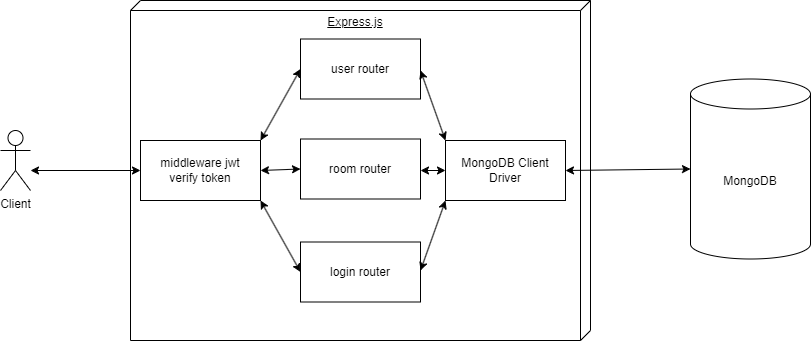 Express.js
user router
middleware jwt
verify token
room router
MongoDB Client
Driver
MongoDB
Client
login router